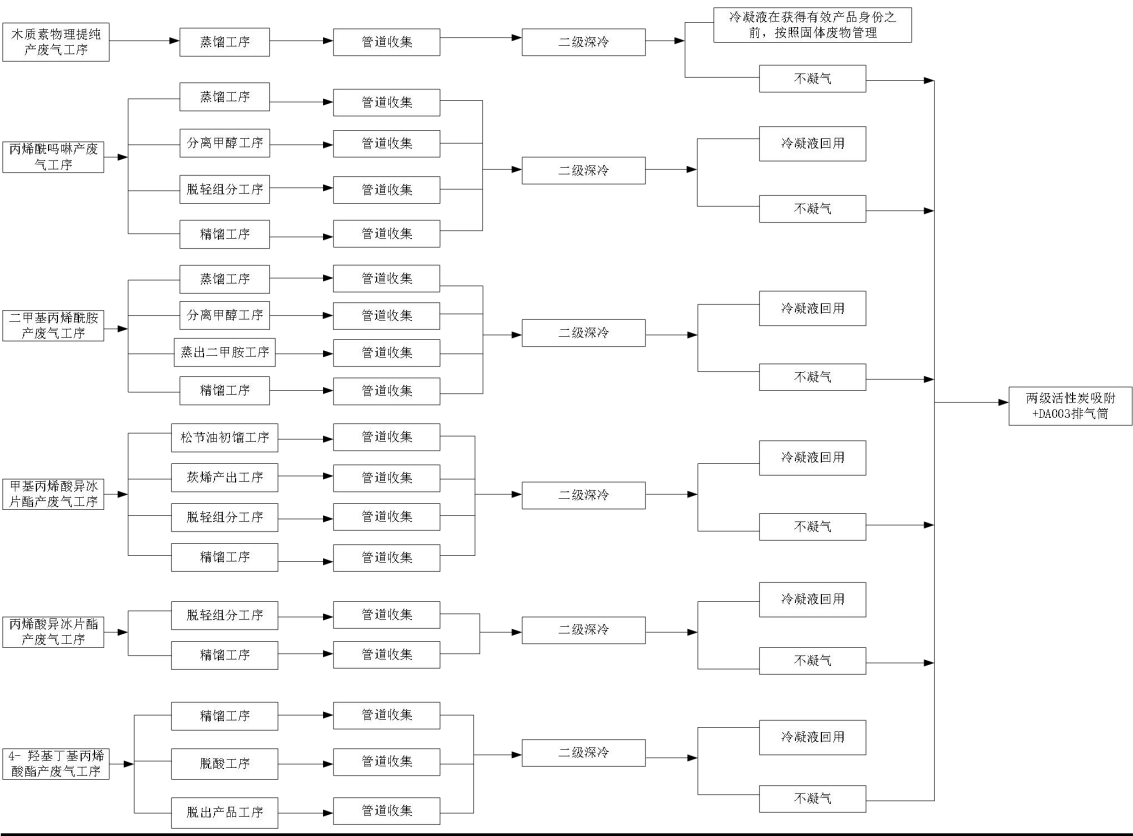 木质素物理提纯
产废气工序
蒸馏工序
管道收集
二级深冷
冷凝液在获得有效产品身份之
前，按照固体废物管理
不凝气
丙烯酰吗啉产废
气工序
蒸馏工序
管道收集
分离甲醇工序
管道收集
脱轻组分工序
管道收集
精馏工序
管道收集
二级深冷
冷凝液回用
不凝气
二甲基丙烯酰胺
产废气工序
蒸馏工序
管道收集
分离甲醇工序
管道收集
蒸出二甲胺工序
管道收集
精馏工序
管道收集
二级深冷
冷凝液回用
不凝气
两级活性炭吸附
+DA003排气筒
甲基丙烯酸异冰
片酯产废气工序
松节油初馏工序
管道收集
莰烯产出工序
管道收集
脱轻组分工序
管道收集
精馏工序
管道收集
二级深冷
冷凝液回用
不凝气
丙烯酸异冰片酯
产废气工序
脱轻组分工序
管道收集
精馏工序
管道收集
二级深冷
冷凝液回用
不凝气
4- 羟基丁基丙烯
酸酯产废气工序
精馏工序
管道收集
脱酸工序
管道收集
脱出产品工序
管道收集
二级深冷
冷凝液回用
不凝气